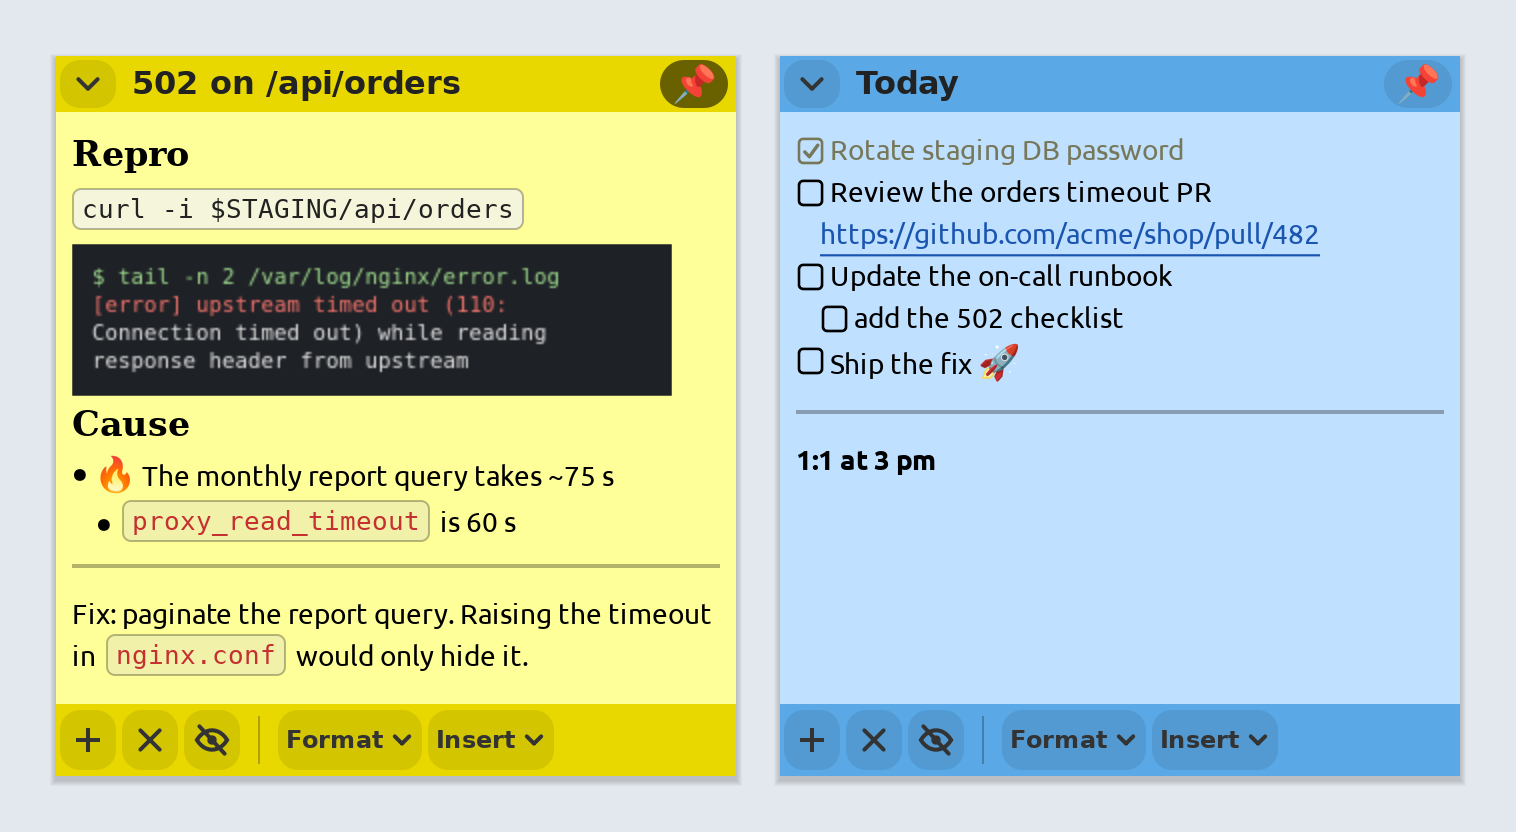 502 on /api/orders
Repro
curl -i $STAGING/api/orders
$ tail -n 2 /var/log/nginx/error.log
[error] upstream timed out (110:
Connection timed out) while reading
response header from upstream
Cause
🔥 The monthly report query takes ~75 s
proxy_read_timeout is 60 s
Fix: paginate the report query. Raising the timeout
in nginx.conf would only hide it.
Format
Insert
Today
Rotate staging DB password
Review the orders timeout PR
https://github.com/acme/shop/pull/482
Update the on-call runbook
add the 502 checklist
Ship the fix 🚀
1:1 at 3 pm
Format
Insert